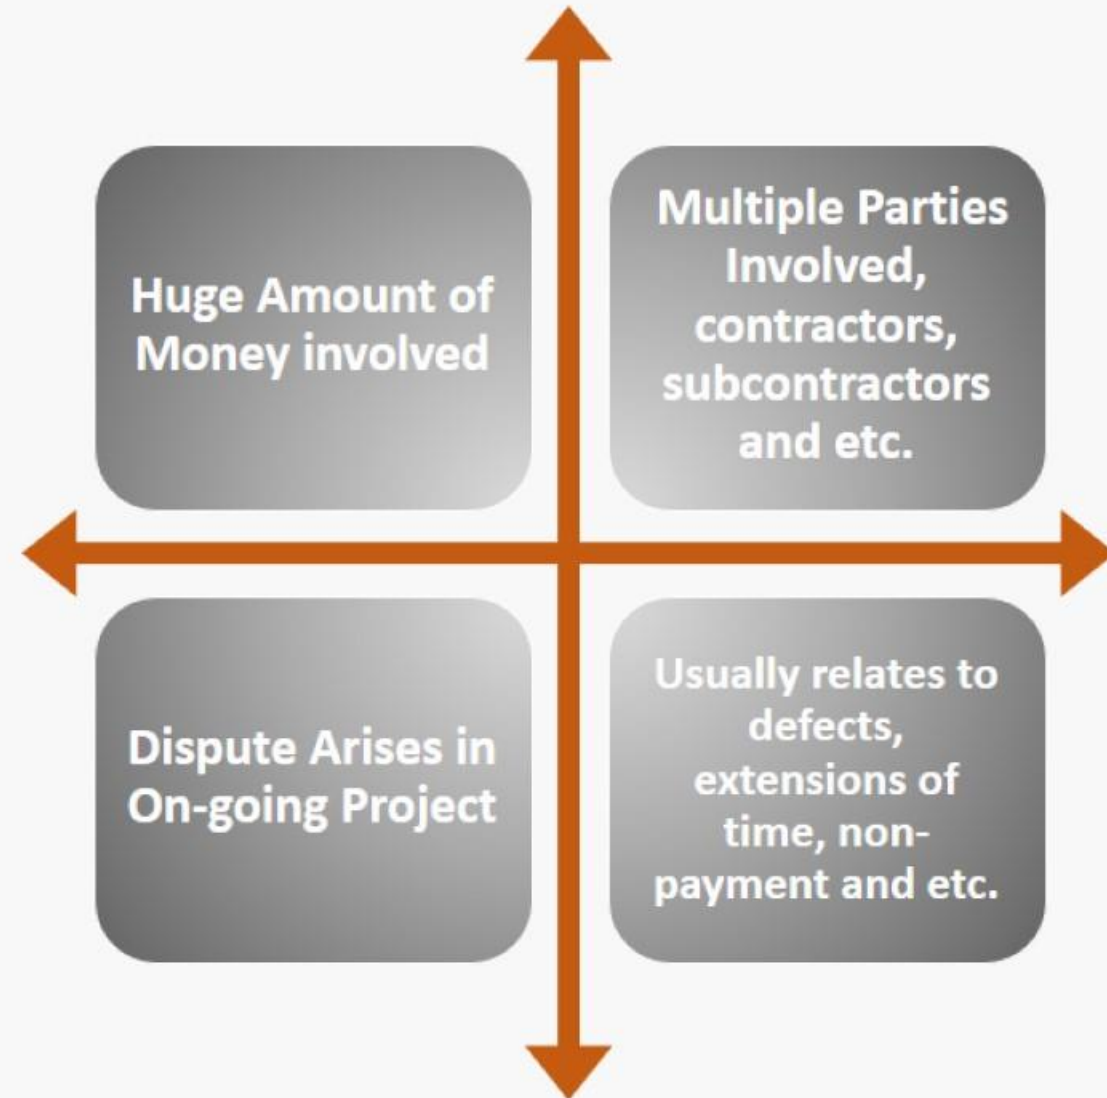 Huge Amount of
Money involved
Multiple Parties
Involved,
contractors,
subcontractors
and etc.
Dispute Arises in
On-going Project
Usually relates to
defects,
extensions of
time, non-
payment and etc.